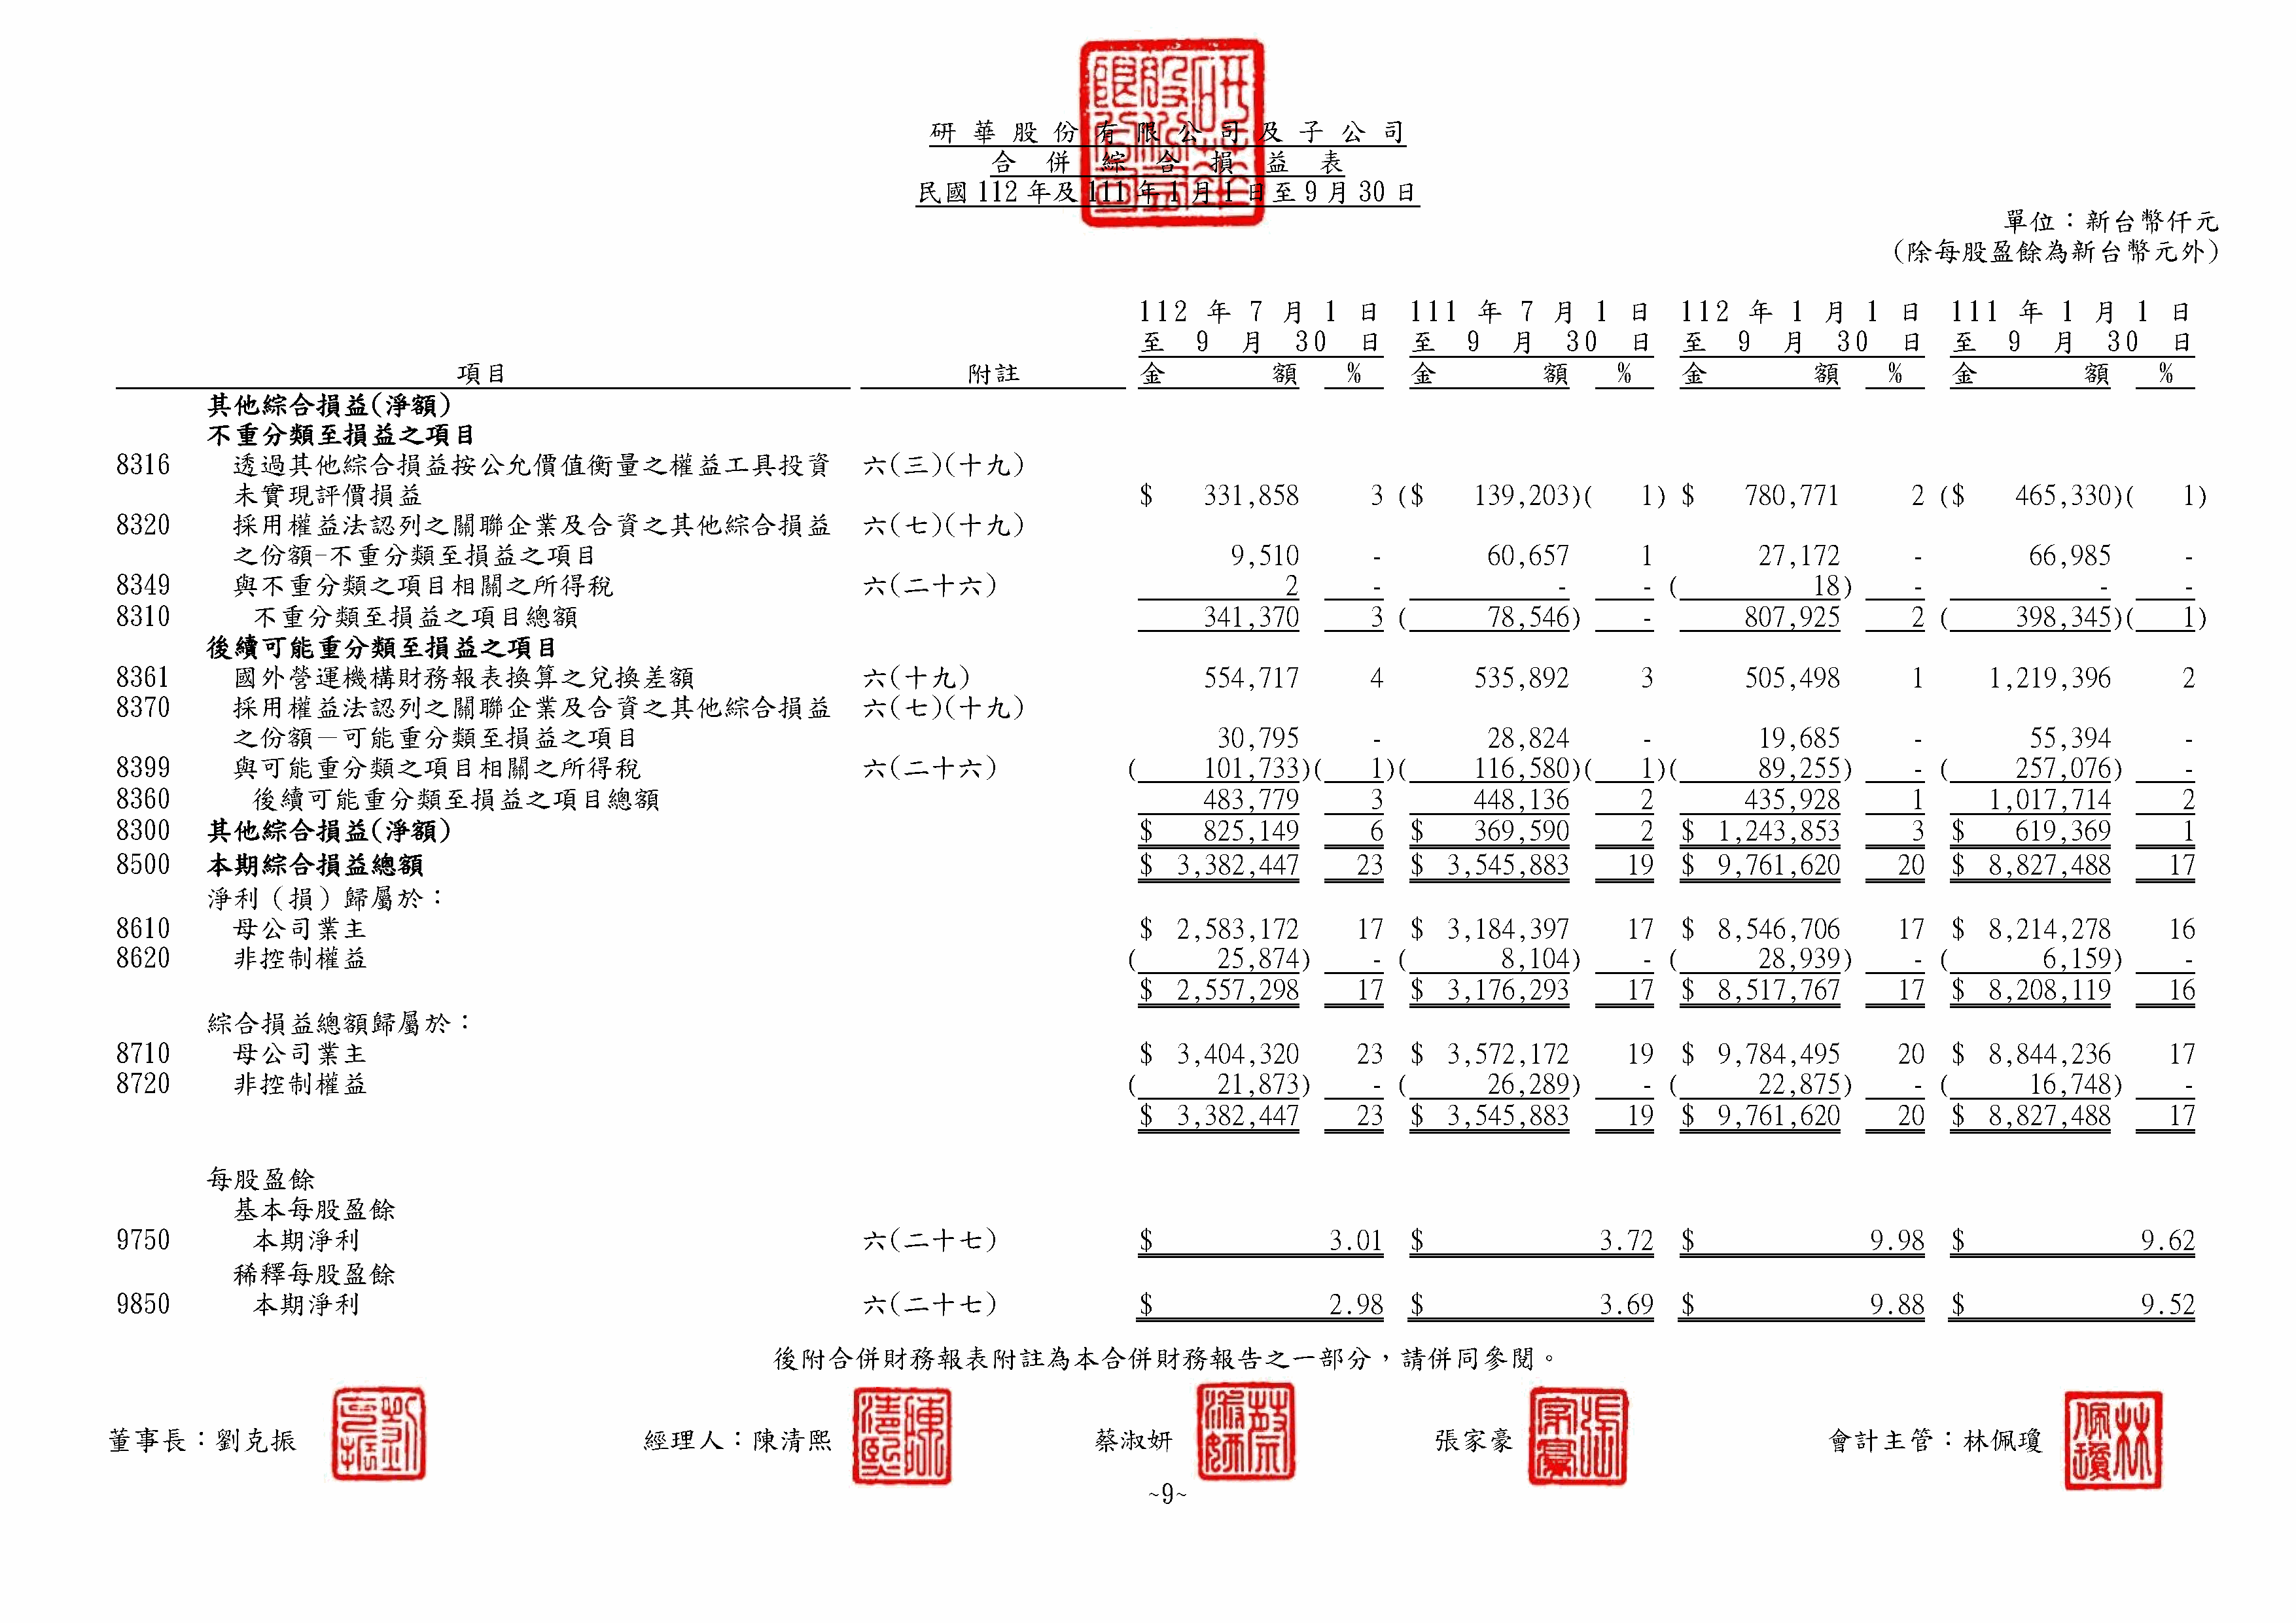 研華股份有限公司及子公司
合併綜合損益表
民國 112 年及 111 年 1 月 1 日至 9 月 30 日
單位：新台幣仟元
(除每股盈餘為新台幣元外)
112 年 7 月 1 日 111 年 7 月 1 日 112 年 1 月 1 日 111 年 1 月 1 日
至 9 月 30 日 至 9 月 30 日 至 9 月 30 日 至 9 月 30 日
項目 附註 金額 % 金額 % 金額 % 金額 %
其他綜合損益(淨額)
不重分類至損益之項目
8316 透過其他綜合損益按公允價值衡量之權益工具投資 六(三)(十九)
未實現評價損益 $ 331,858 3 ($ 139,203)( 1) $ 780,771 2 ($ 465,330)( 1)
8320 採用權益法認列之關聯企業及合資之其他綜合損益 六(七)(十九)
之份額-不重分類至損益之項目 9,510 - 60,657 1 27,172 - 66,985 -
8349 與不重分類之項目相關之所得稅 六(二十六) 2 - - - ( 18) - - -
8310 不重分類至損益之項目總額 341,370 3 ( 78,546) - 807,925 2 ( 398,345)( 1)
後續可能重分類至損益之項目
8361 國外營運機構財務報表換算之兌換差額 六(十九) 554,717 4 535,892 3 505,498 1 1,219,396 2
8370 採用權益法認列之關聯企業及合資之其他綜合損益 六(七)(十九)
之份額－可能重分類至損益之項目 30,795 - 28,824 - 19,685 - 55,394 -
8399 與可能重分類之項目相關之所得稅 六(二十六) ( 101,733)( 1)( 116,580)( 1)( 89,255) - ( 257,076) -
8360 後續可能重分類至損益之項目總額 483,779 3 448,136 2 435,928 1 1,017,714 2
8300 其他綜合損益(淨額) $ 825,149 6 $ 369,590 2 $ 1,243,853 3 $ 619,369 1
8500 本期綜合損益總額 $ 3,382,447 23 $ 3,545,883 19 $ 9,761,620 20 $ 8,827,488 17
淨利（損）歸屬於：
8610 母公司業主 $ 2,583,172 17 $ 3,184,397 17 $ 8,546,706 17 $ 8,214,278 16
8620 非控制權益 ( 25,874) - ( 8,104) - ( 28,939) - ( 6,159) -
$ 2,557,298 17 $ 3,176,293 17 $ 8,517,767 17 $ 8,208,119 16
綜合損益總額歸屬於：
8710 母公司業主 $ 3,404,320 23 $ 3,572,172 19 $ 9,784,495 20 $ 8,844,236 17
8720 非控制權益 ( 21,873) - ( 26,289) - ( 22,875) - ( 16,748) -
$ 3,382,447 23 $ 3,545,883 19 $ 9,761,620 20 $ 8,827,488 17
每股盈餘
基本每股盈餘
9750 本期淨利 六(二十七) $ 3.01 $ 3.72 $ 9.98 $ 9.62
稀釋每股盈餘
9850 本期淨利 六(二十七) $ 2.98 $ 3.69 $ 9.88 $ 9.52
後附合併財務報表附註為本合併財務報告之一部分，請併同參閱。
董事長：劉克振 經理人：陳清熙 蔡淑妍 張家豪 會計主管：林佩瓊
~9~